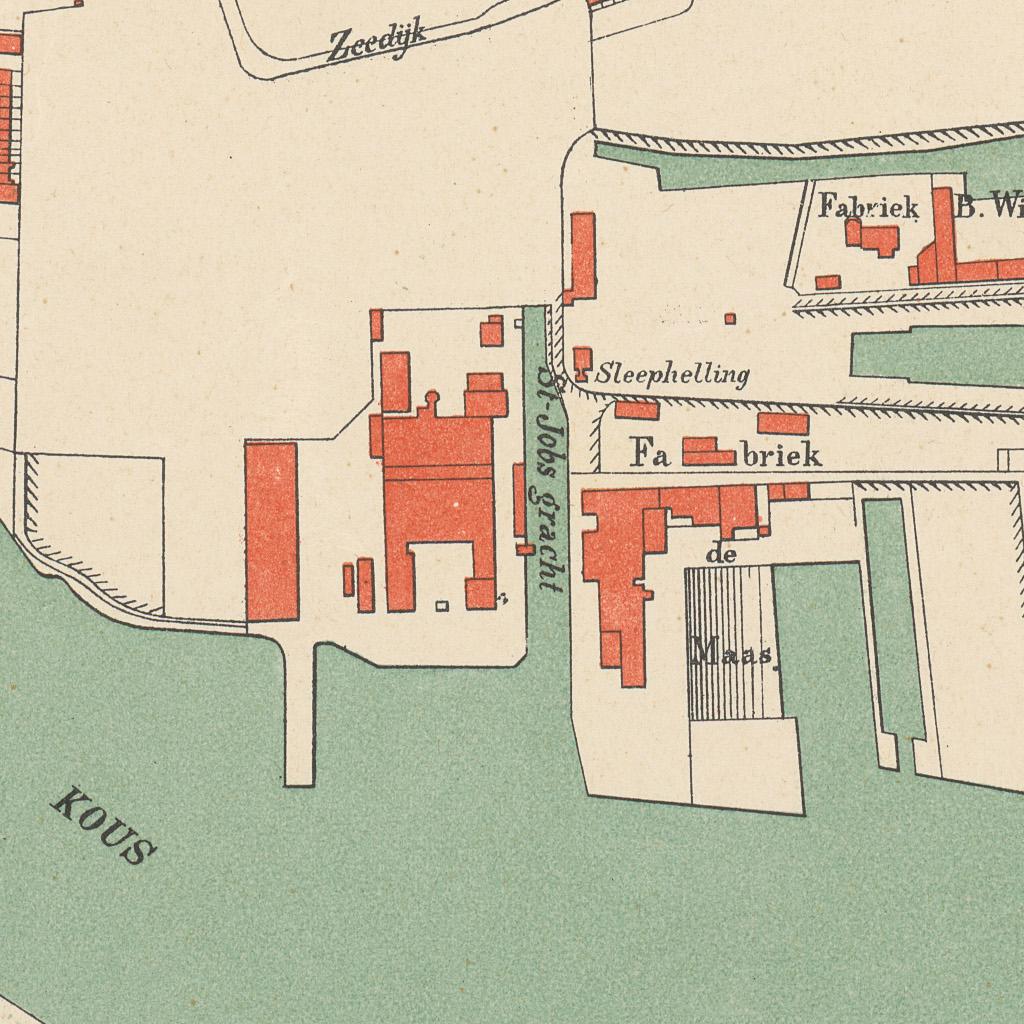 Zeedijk
Fabriek
B. Wi
Sleephelling
St-Jobs gracht
Fa briek
de
Maas.
KOUS